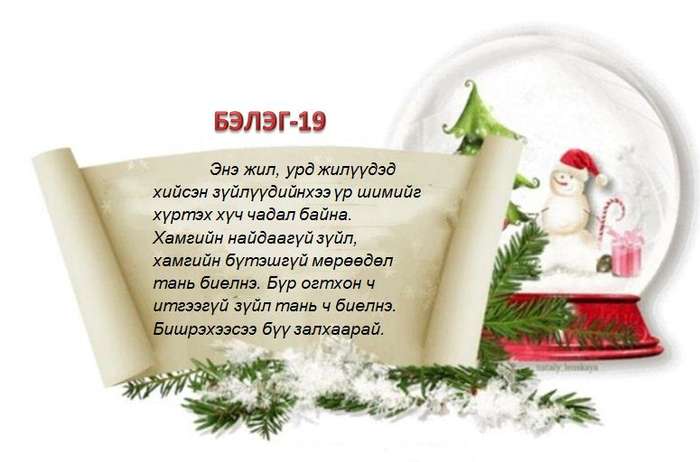 БЭЛЭГ-19
Энэ жил, урд жилүүдэд
хийсэн зүйлүүдийнхээ үр шимийг
хүртэх хүч чадал байна.
Хамгийн найдаагүй зүйл,
хамгийн бүтэшгүй мөрөөдөл
тань биелнэ. Бүр огтхон ч
итгээгүй зүйл тань ч биелнэ.
Бишрэхээсээ бүү залхаарай.
nataly_lenskaya